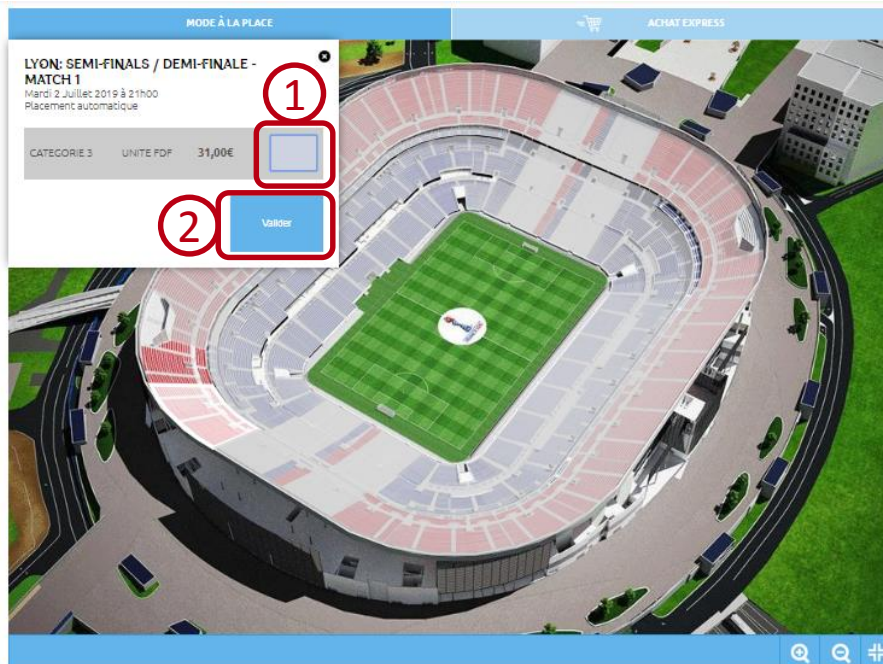 MODE À LA PLACE
ACHAT EXPRESS
LYON: SEMI-FINALS / DEMI-FINALE -
MATCH 1
Mardi 2 Juillet 2019 à 21h00
Placement automatique
1
CATEGORIE 3 UNITE FDF 31,00€
2
Valider